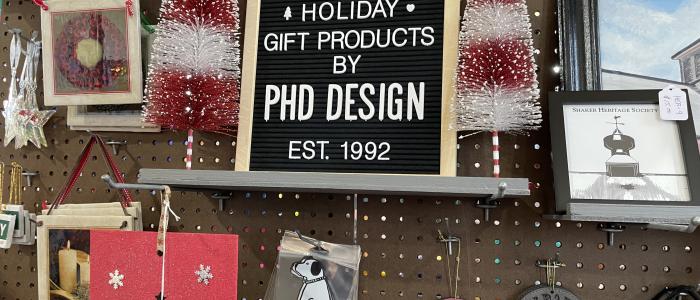 HOLIDAY
GIFT PRODUCTS
BY
PHD DESIGN
EST. 1992
SHAKER HERITAGE SOCIETY